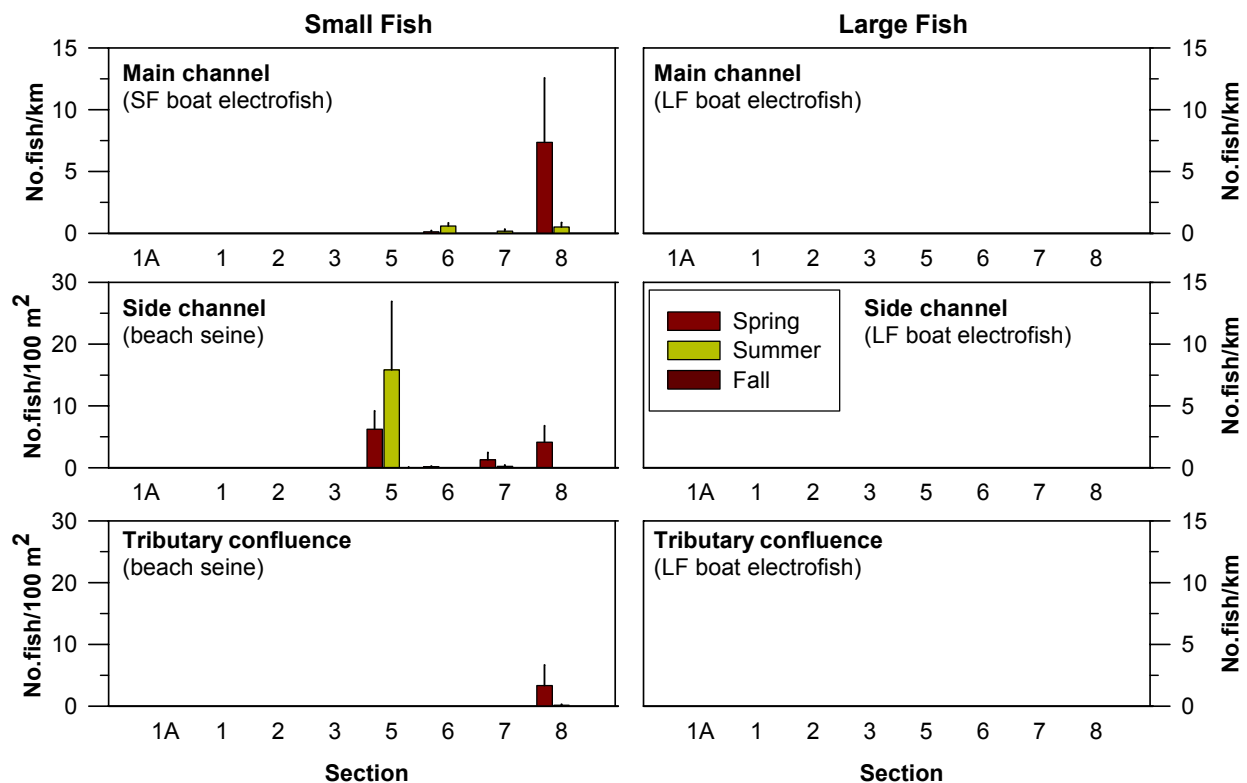 Small Fish
Large Fish
No.fish/km
15
10
5
0
Main channel
(SF boat electrofish)
1A 1 2 3 5 6 7 8
Main channel
(LF boat electrofish)
1A 1 2 3 5 6 7 8
15
10
5
0
No.fish/km
No.fish/100 m²
30
20
10
0
Side channel
(beach seine)
1A 1 2 3 5 6 7 8
Spring
Summer
Fall
Side channel
(LF boat electrofish)
1A 1 2 3 5 6 7 8
15
10
5
0
No.fish/km
No.fish/100 m²
30
20
10
0
Tributary confluence
(beach seine)
1A 1 2 3 5 6 7 8
Section
Tributary confluence
(LF boat electrofish)
1A 1 2 3 5 6 7 8
Section
15
10
5
0
No.fish/km